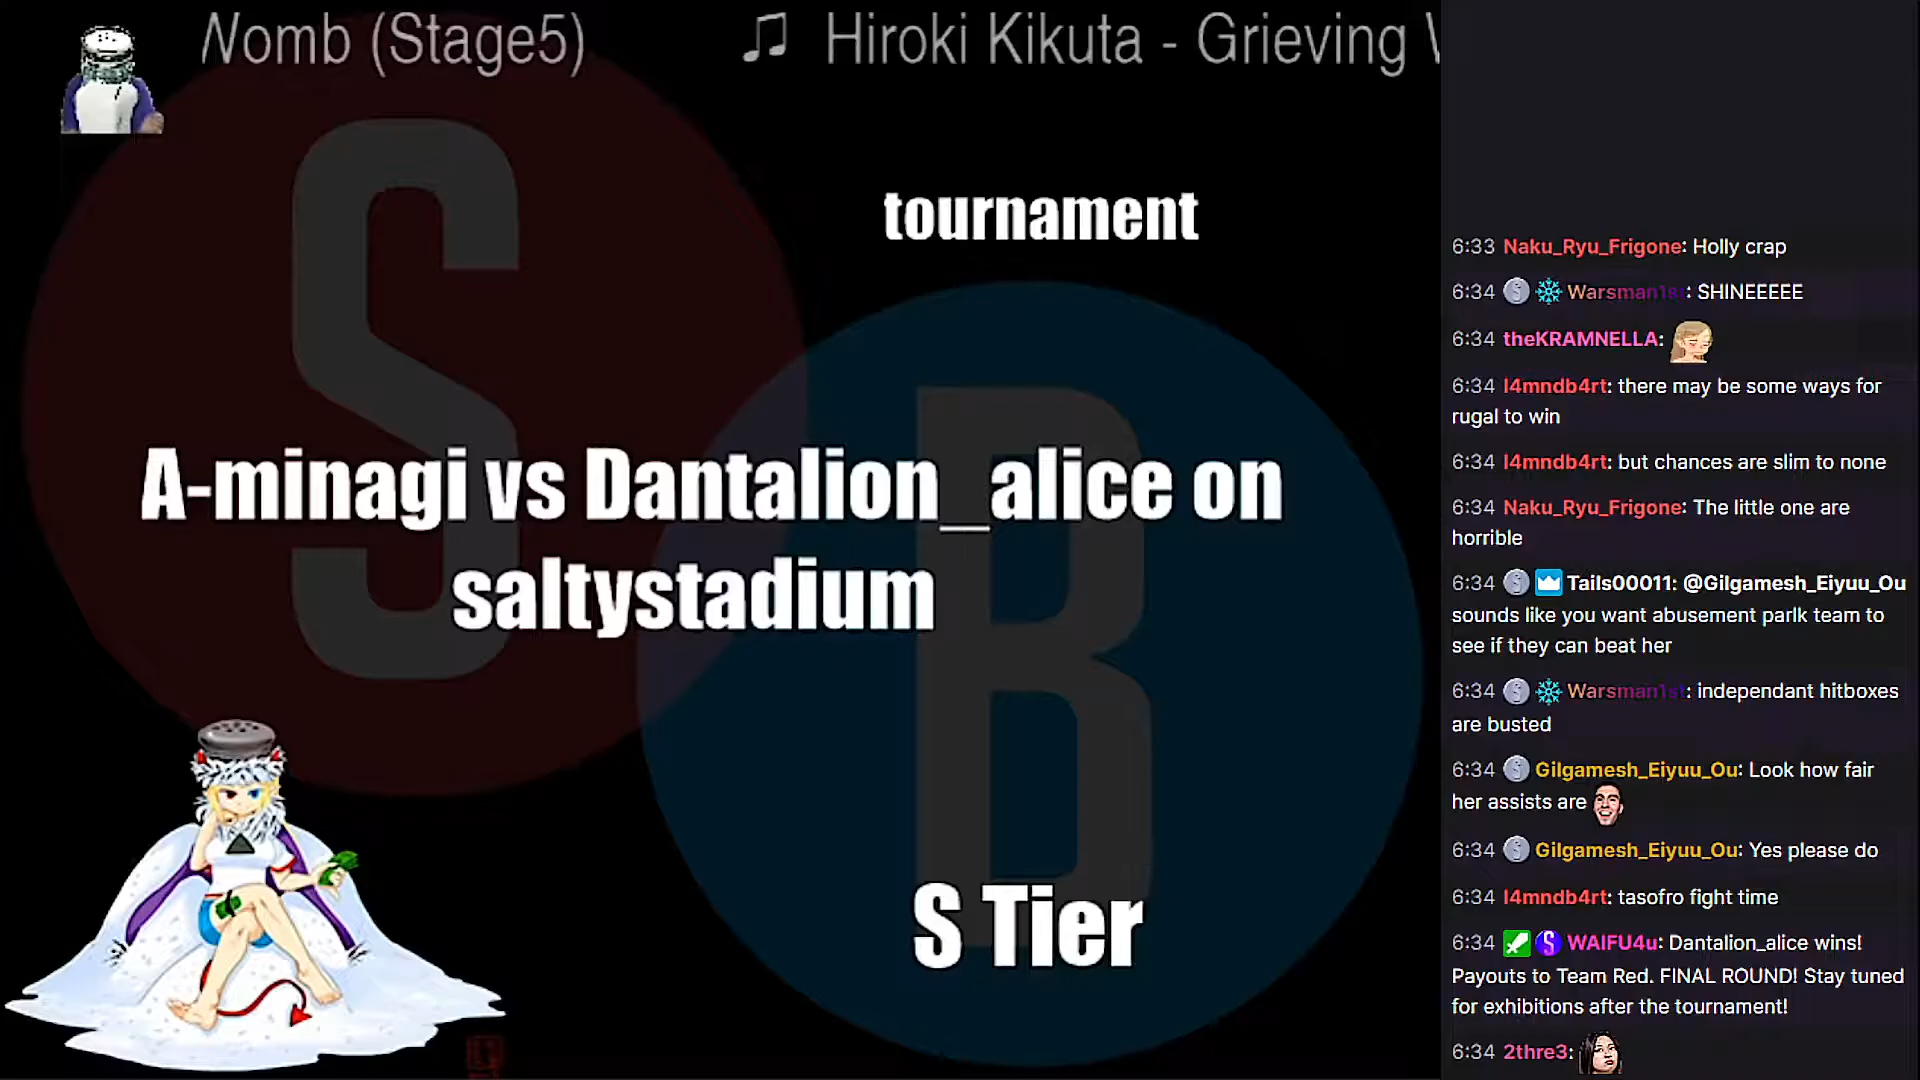 Womb (Stage5)
♫ Hiroki Kikuta - Grieving W
tournament
S
B
A-minagi vs Dantalion_alice on
saltystadium
S Tier
6:33 Naku_Ryu_Frigone: Holly crap
6:34 Warsman1st: SHINEEEEE
6:34 theKRAMNELLA:
6:34 l4mndb4rt: there may be some ways for
rugal to win
6:34 l4mndb4rt: but chances are slim to none
6:34 Naku_Ryu_Frigone: The little one are
horrible
6:34 Tails00011: @Gilgamesh_Eiyuu_Ou
sounds like you want abusement parlk team to
see if they can beat her
6:34 Warsman1st: independant hitboxes
are busted
6:34 Gilgamesh_Eiyuu_Ou: Look how fair
her assists are
6:34 Gilgamesh_Eiyuu_Ou: Yes please do
6:34 l4mndb4rt: tasofro fight time
6:34 WAIFU4u: Dantalion_alice wins!
Payouts to Team Red. FINAL ROUND! Stay tuned
for exhibitions after the tournament!
6:34 2thre3: